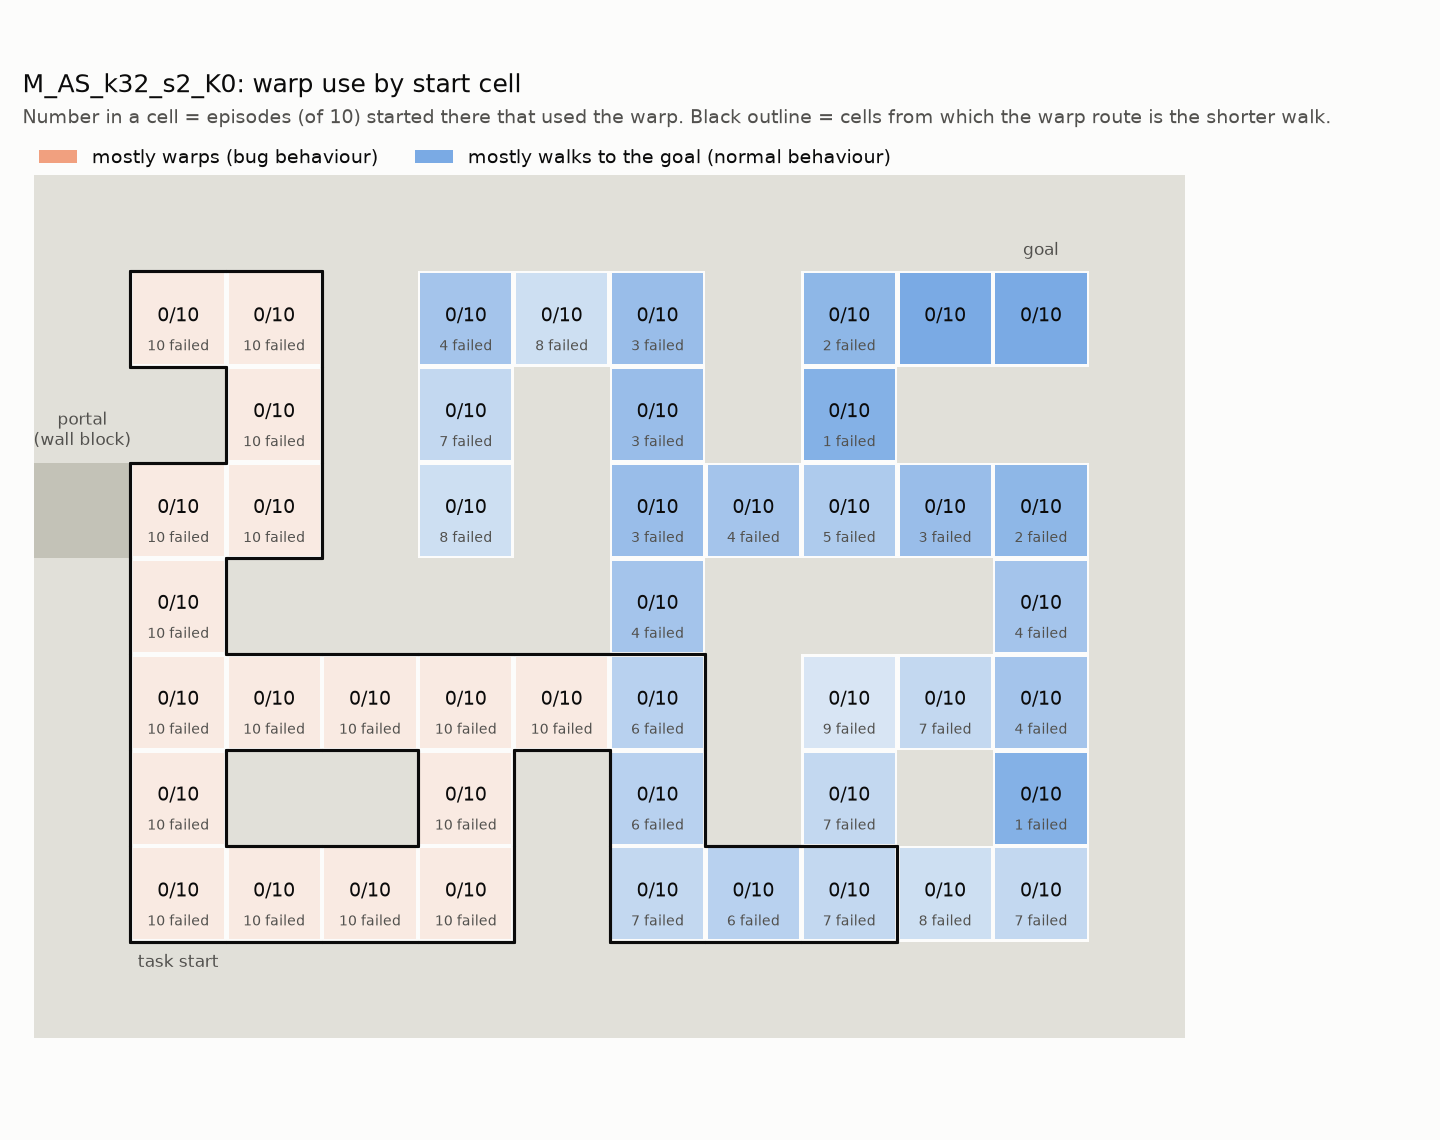 M_AS_k32_s2_K0: warp use by start cell
Number in a cell = episodes (of 10) started there that used the warp. Black outline = cells from which the warp route is the shorter walk.
mostly warps (bug behaviour) mostly walks to the goal (normal behaviour)
goal
0/10 0/10 0/10 0/10 0/10 0/10 0/10 0/10
10 failed 10 failed 4 failed 8 failed 3 failed 2 failed
portal
(wall block)
0/10 0/10 0/10 0/10
10 failed 7 failed 3 failed 1 failed
0/10 0/10 0/10 0/10 0/10 0/10 0/10 0/10
10 failed 10 failed 8 failed 3 failed 4 failed 5 failed 3 failed 2 failed
0/10 0/10 0/10
10 failed 4 failed 4 failed
0/10 0/10 0/10 0/10 0/10 0/10 0/10 0/10 0/10
10 failed 10 failed 10 failed 10 failed 10 failed 6 failed 9 failed 7 failed 4 failed
0/10 0/10 0/10 0/10 0/10
10 failed 10 failed 6 failed 7 failed 1 failed
0/10 0/10 0/10 0/10 0/10 0/10 0/10 0/10 0/10
10 failed 10 failed 10 failed 10 failed 7 failed 6 failed 7 failed 8 failed 7 failed
task start